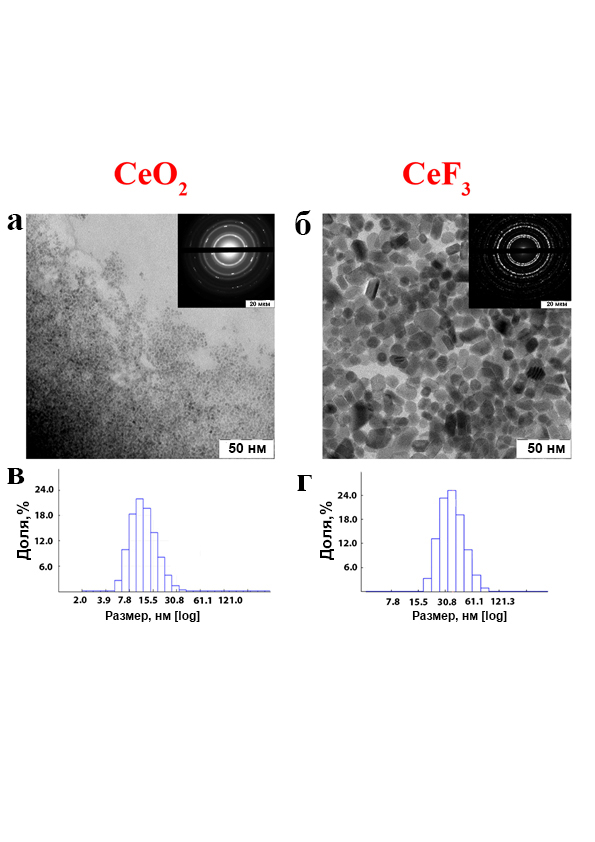 CeO2
CeF3
а
б
20 мкм
20 мкм
50 нм
50 нм
в
г
Доля, %
24.0
18.0
12.0
6.0
2.0 3.9 7.8 15.5 30.8 61.1 121.0
Размер, нм [log]
Доля, %
24.0
18.0
12.0
6.0
7.8 15.5 30.8 61.1 121.3
Размер, нм [log]